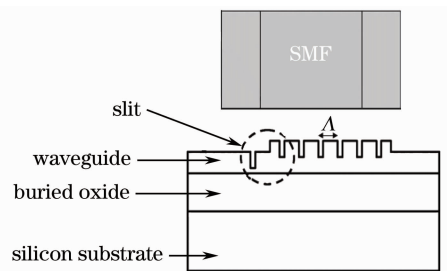 SMF
slit
Λ
waveguide
buried oxide
silicon substrate